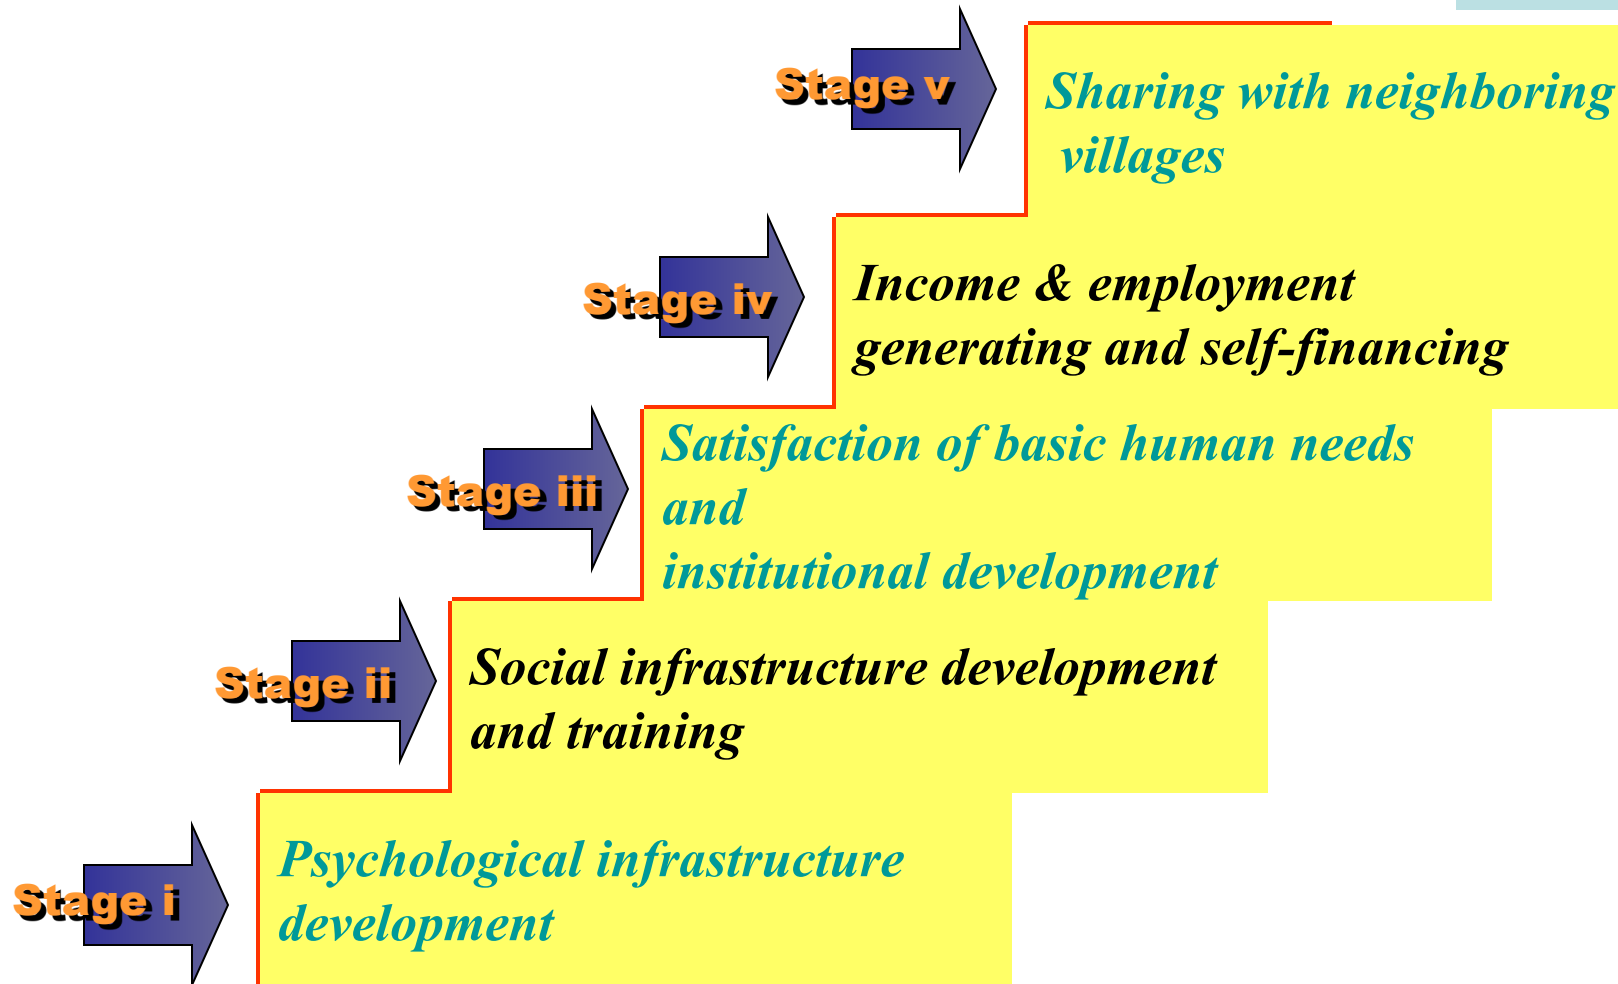 Stage v
Sharing with neighboring
villages
Stage iv
Income & employment
generating and self-financing
Stage iii
Satisfaction of basic human needs
and
institutional development
Stage ii
Social infrastructure development
and training
Stage i
Psychological infrastructure
development